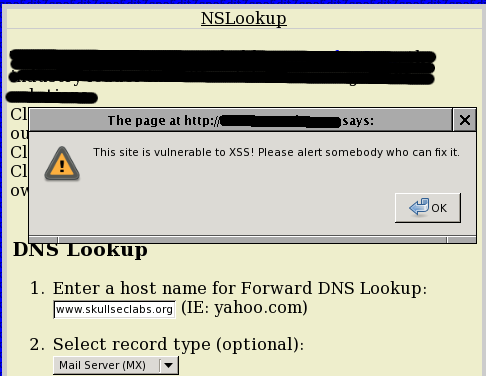 NSLookup
The page at http:// says:
This site is vulnerable to XSS! Please alert somebody who can fix it.
OK
Cl
ou
Cl
Cl
ow
DNS Lookup
1. Enter a host name for Forward DNS Lookup:
www.skullseclabs.org (IE: yahoo.com)
2. Select record type (optional):
Mail Server (MX)